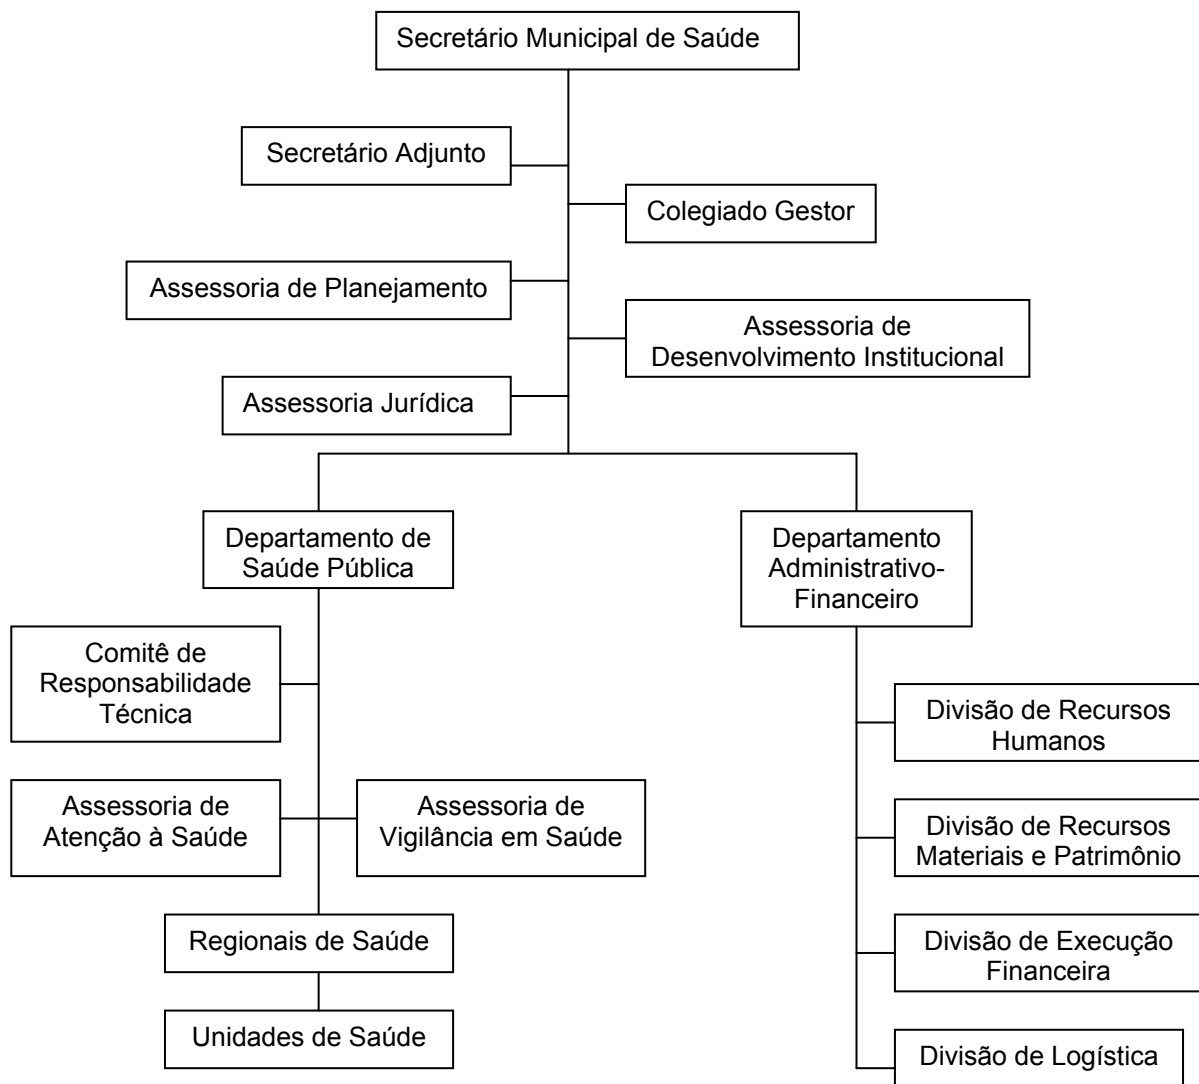 Secretário Municipal de Saúde
Secretário Adjunto
Colegiado Gestor
Assessoria de Planejamento
Assessoria de
Desenvolvimento Institucional
Assessoria Jurídica
Departamento de
Saúde Pública
Departamento
Administrativo-
Financeiro
Comitê de
Responsabilidade
Técnica
Divisão de Recursos
Humanos
Assessoria de
Atenção à Saúde
Assessoria de
Vigilância em Saúde
Divisão de Recursos
Materiais e Patrimônio
Regionais de Saúde
Divisão de Execução
Financeira
Unidades de Saúde
Divisão de Logística